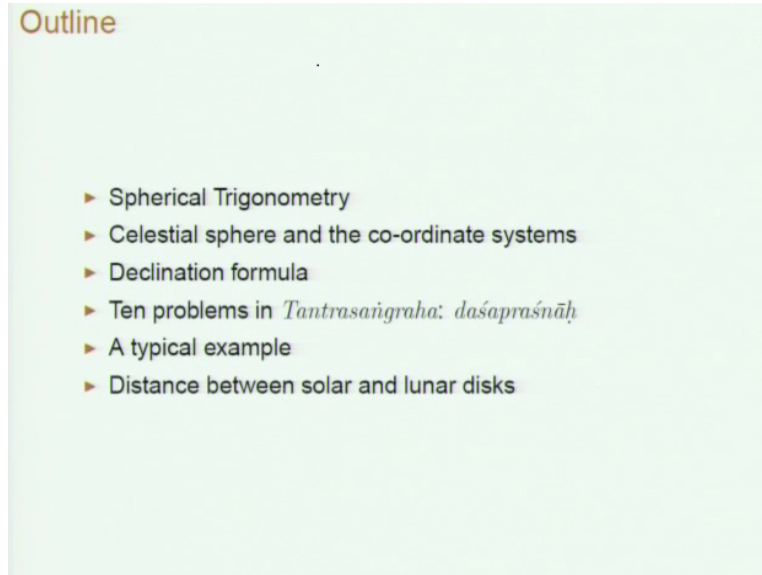 Outline
► Spherical Trigonometry
► Celestial sphere and the co-ordinate systems
► Declination formula
► Ten problems in Tantrasaṅgraha: daśapraśnāḥ
► A typical example
► Distance between solar and lunar disks